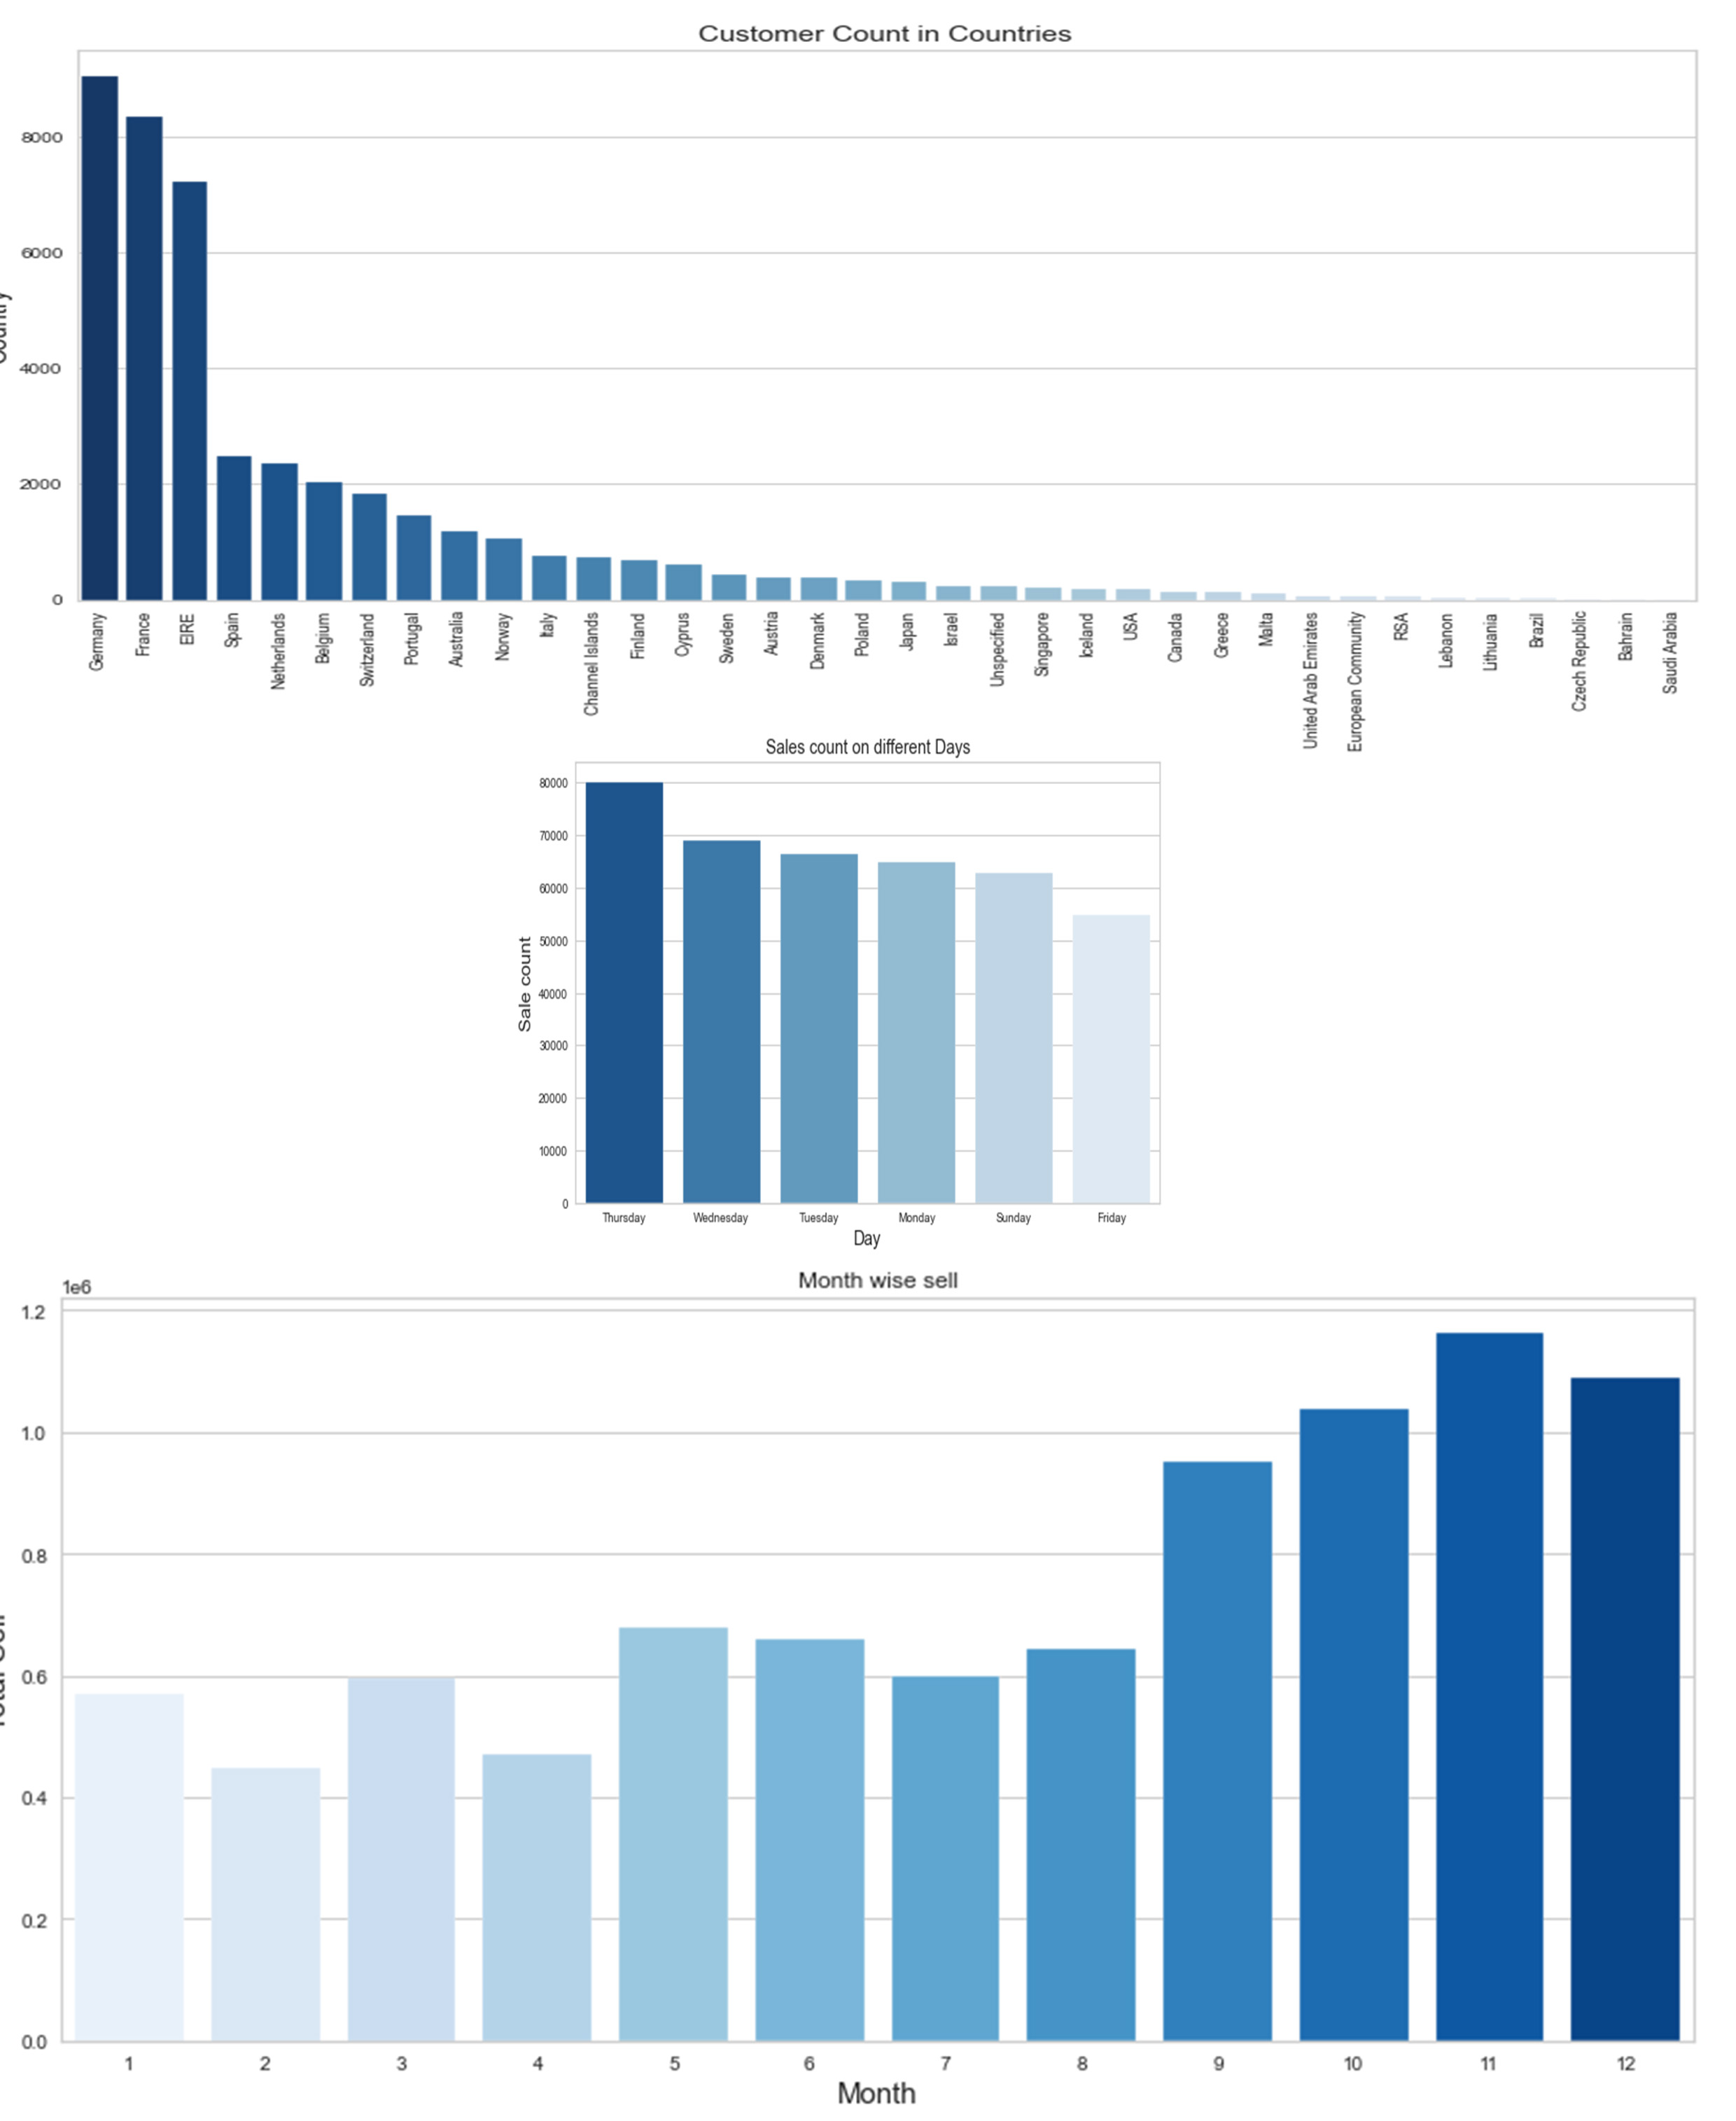 Customer Count in Countries
8000
6000
4000
2000
0
Germany
France
EIRE
Spain
Netherlands
Belgium
Switzerland
Portugal
Australia
Norway
Italy
Channel Islands
Finland
Cyprus
Sweden
Austria
Denmark
Poland
Japan
Israel
Unspecified
Singapore
Iceland
USA
Canada
Greece
Malta
United Arab Emirates
European Community
RSA
Lebanon
Lithuania
Brazil
Czech Republic
Bahrain
Saudi Arabia
Sales count on different Days
Sale count
80000
70000
60000
50000
40000
30000
20000
10000
0
Thursday Wednesday Tuesday Monday Sunday Friday
Day
Month wise sell
1e6
1.2
1.0
0.8
0.6
0.4
0.2
0.0
1 2 3 4 5 6 7 8 9 10 11 12
Month